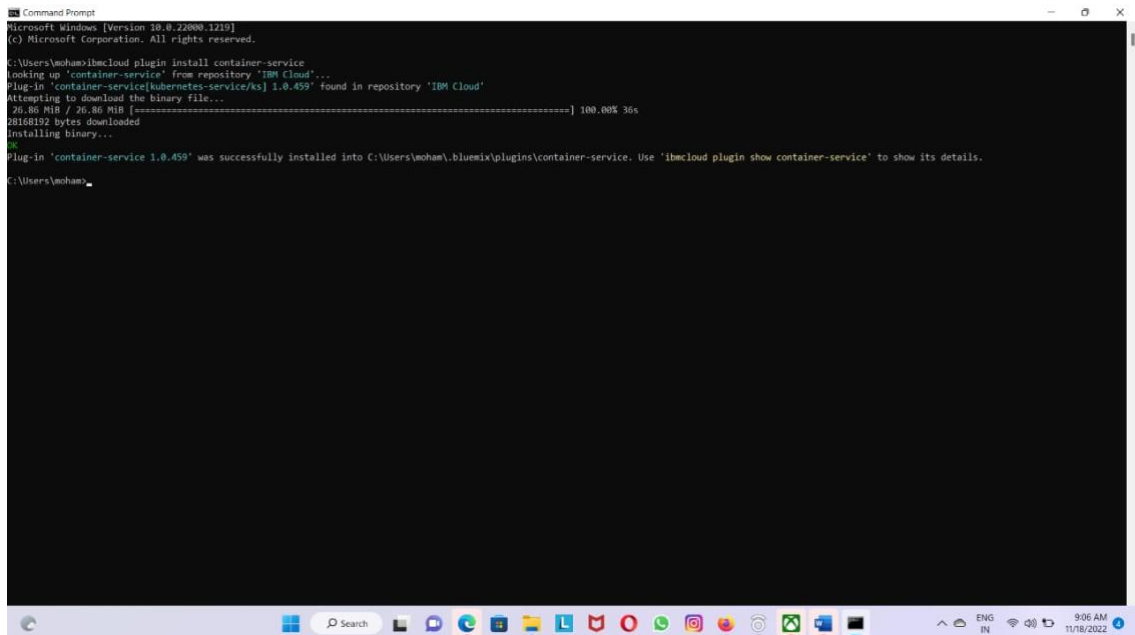 Command Prompt
Microsoft Windows [Version 10.0.22000.1219]
(c) Microsoft Corporation. All rights reserved.
C:\Users\moham>ibmcloud plugin install container-service
Looking up 'container-service' from repository 'IBM Cloud'...
Plug-in 'container-service[kubernetes-service/ks] 1.0.459' found in repository 'IBM Cloud'
Attempting to download the binary file...
26.86 MiB / 26.86 MiB [==================================================================================] 100.00% 36s
28168192 bytes downloaded
Installing binary...
OK
Plug-in 'container-service 1.0.459' was successfully installed into C:\Users\moham\.bluemix\plugins\container-service. Use 'ibmcloud plugin show container-service' to show its details.
C:\Users\moham>_
Search
ENG
IN
9:06 AM
11/18/2022
4